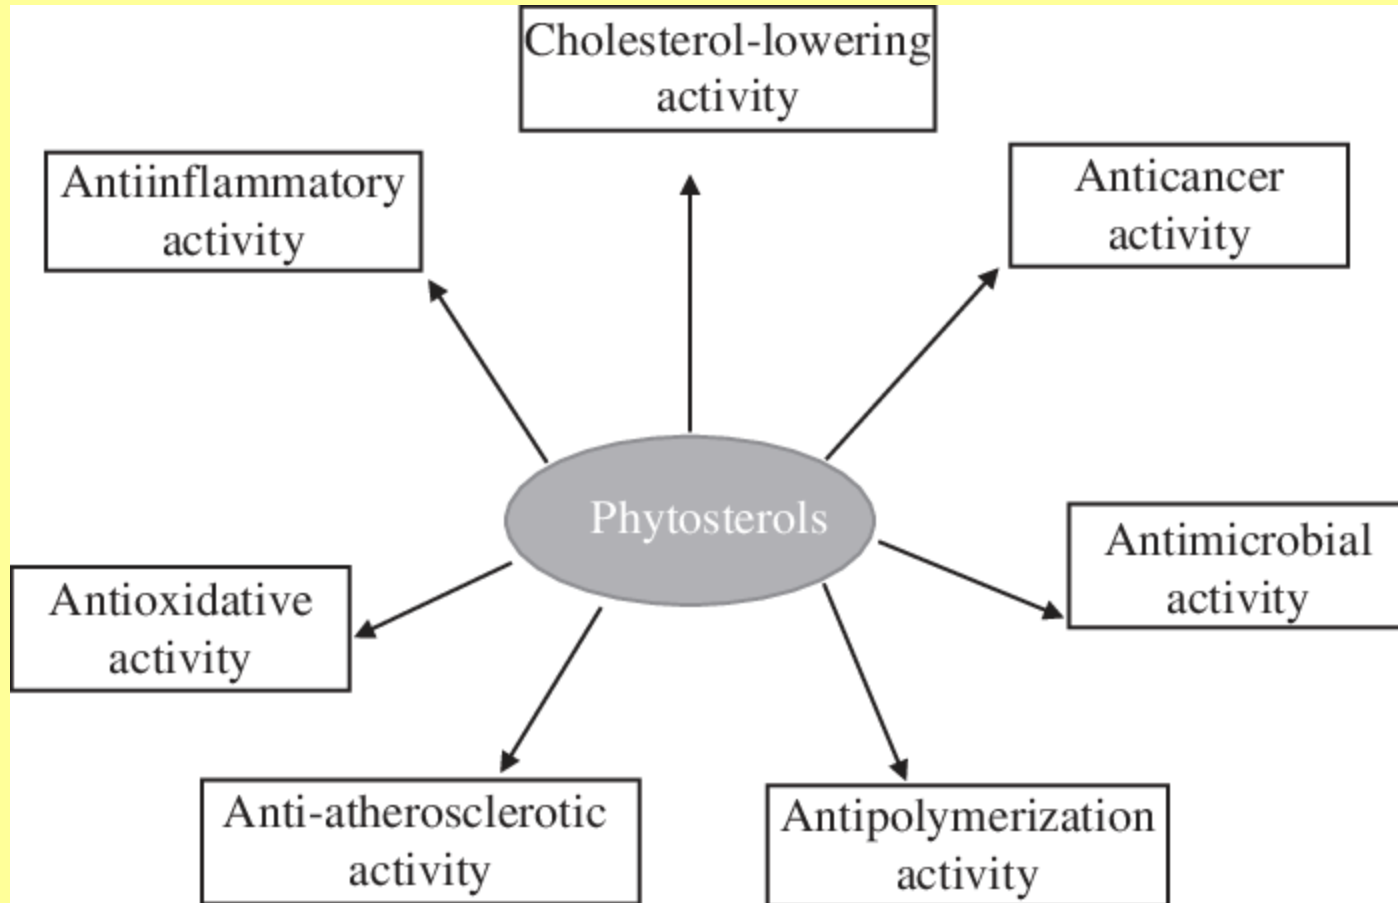 Cholesterol-lowering
activity
Antiinflammatory
activity
Anticancer
activity
Phytosterols
Antimicrobial
activity
Antioxidative
activity
Anti-atherosclerotic
activity
Antipolymerization
activity